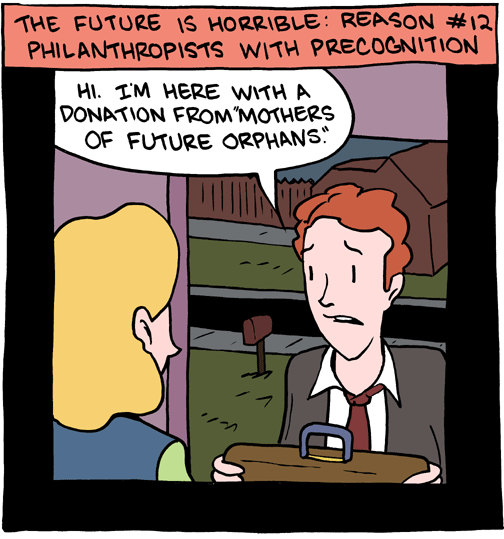 THE FUTURE IS HORRIBLE: REASON #12
PHILANTHROPISTS WITH PRECOGNITION
HI. I'M HERE WITH A
DONATION FROM "MOTHERS
OF FUTURE ORPHANS."